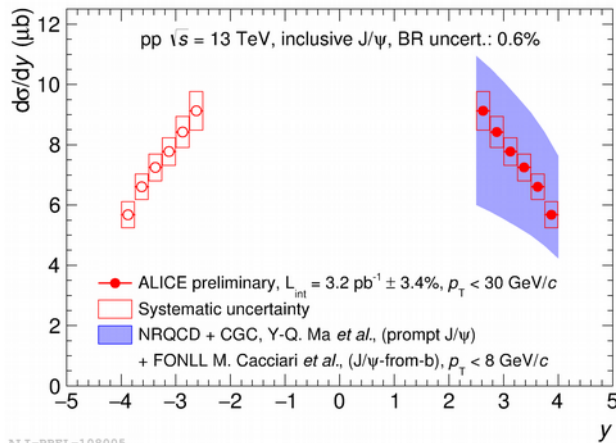 pp √s = 13 TeV, inclusive J/ψ, BR uncert.: 0.6%
dσ/dy (μb)
12
10
8
6
4
2
0
ALICE preliminary, L_int = 3.2 pb⁻¹ ± 3.4%, p_T < 30 GeV/c
Systematic uncertainty
NRQCD + CGC, Y-Q. Ma et al., (prompt J/ψ)
+ FONLL M. Cacciari et al., (J/ψ-from-b), p_T < 8 GeV/c
−5 −4 −3 −2 −1 0 1 2 3 4 5
y